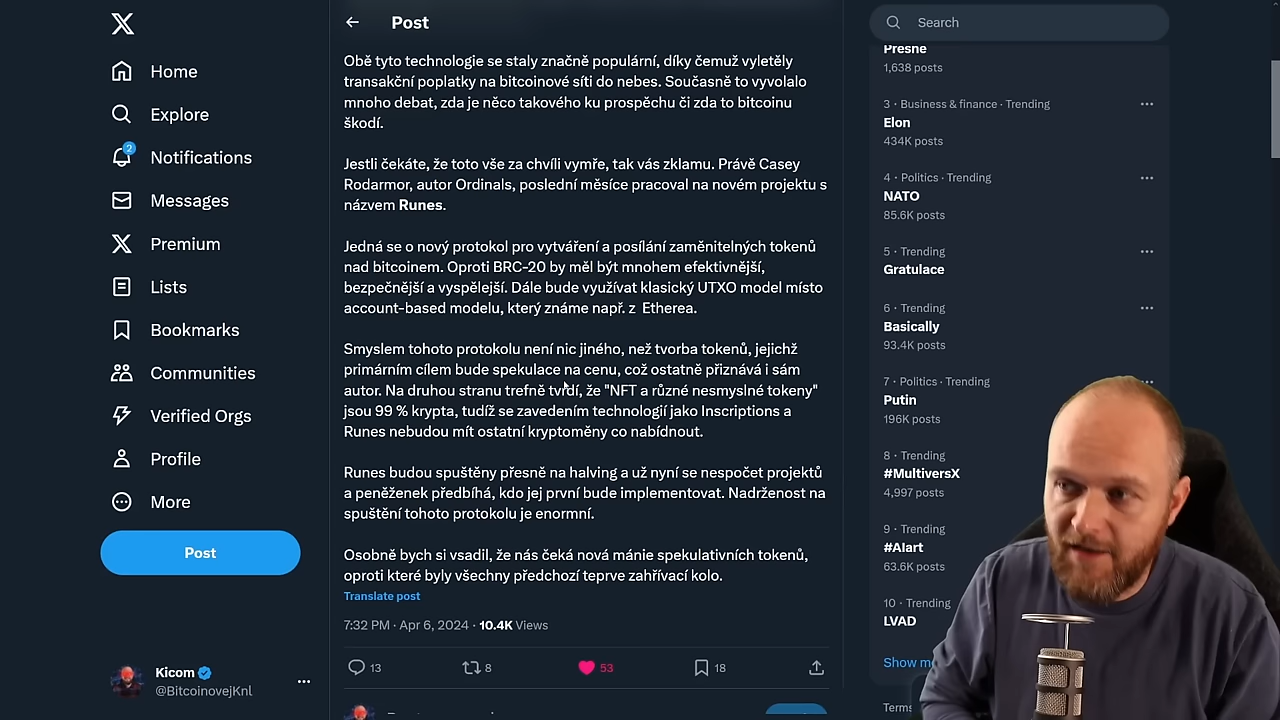 Home
Explore
2
Notifications
Messages
Premium
Lists
Bookmarks
Communities
Verified Orgs
Profile
More
Post
Kicom
@BitcoinovejKnl
Post
Obě tyto technologie se staly značně populární, díky čemuž vyletěly
transakční poplatky na bitcoinové síti do nebes. Současně to vyvolalo
mnoho debat, zda je něco takového ku prospěchu či zda to bitcoinu
škodí.
Jestli čekáte, že toto vše za chvíli vymře, tak vás zklamu. Právě Casey
Rodarmor, autor Ordinals, poslední měsíce pracoval na novém projektu s
názvem Runes.
Jedná se o nový protokol pro vytváření a posílání zaměnitelných tokenů
nad bitcoinem. Oproti BRC-20 by měl být mnohem efektivnější,
bezpečnější a vyspělejší. Dále bude využívat klasický UTXO model místo
account-based modelu, který známe např. z Etherea.
Smyslem tohoto protokolu není nic jiného, než tvorba tokenů, jejichž
primárním cílem bude spekulace na cenu, což ostatně přiznává i sám
autor. Na druhou stranu trefně tvrdí, že "NFT a různé nesmyslné tokeny"
jsou 99 % krypta, tudíž se zavedením technologií jako Inscriptions a
Runes nebudou mít ostatní kryptoměny co nabídnout.
Runes budou spuštěny přesně na halving a už nyní se nespočet projektů
a peněženek předbíhá, kdo jej první bude implementovat. Nadrženost na
spuštění tohoto protokolu je enormní.
Osobně bych si vsadil, že nás čeká nová mánie spekulativních tokenů,
oproti které byly všechny předchozí teprve zahřívací kolo.
Translate post
7:32 PM · Apr 6, 2024 · 10.4K Views
13 8 53 18
Search
Presne
1,638 posts
3 · Business & finance · Trending
Elon
434K posts
4 · Politics · Trending
NATO
85.6K posts
5 · Trending
Gratulace
6 · Trending
Basically
93.4K posts
7 · Politics · Trending
Putin
196K posts
8 · Trending
#MultiversX
4,997 posts
9 · Trending
#Alart
63.6K posts
10 · Trending
LVAD
Show
Terms